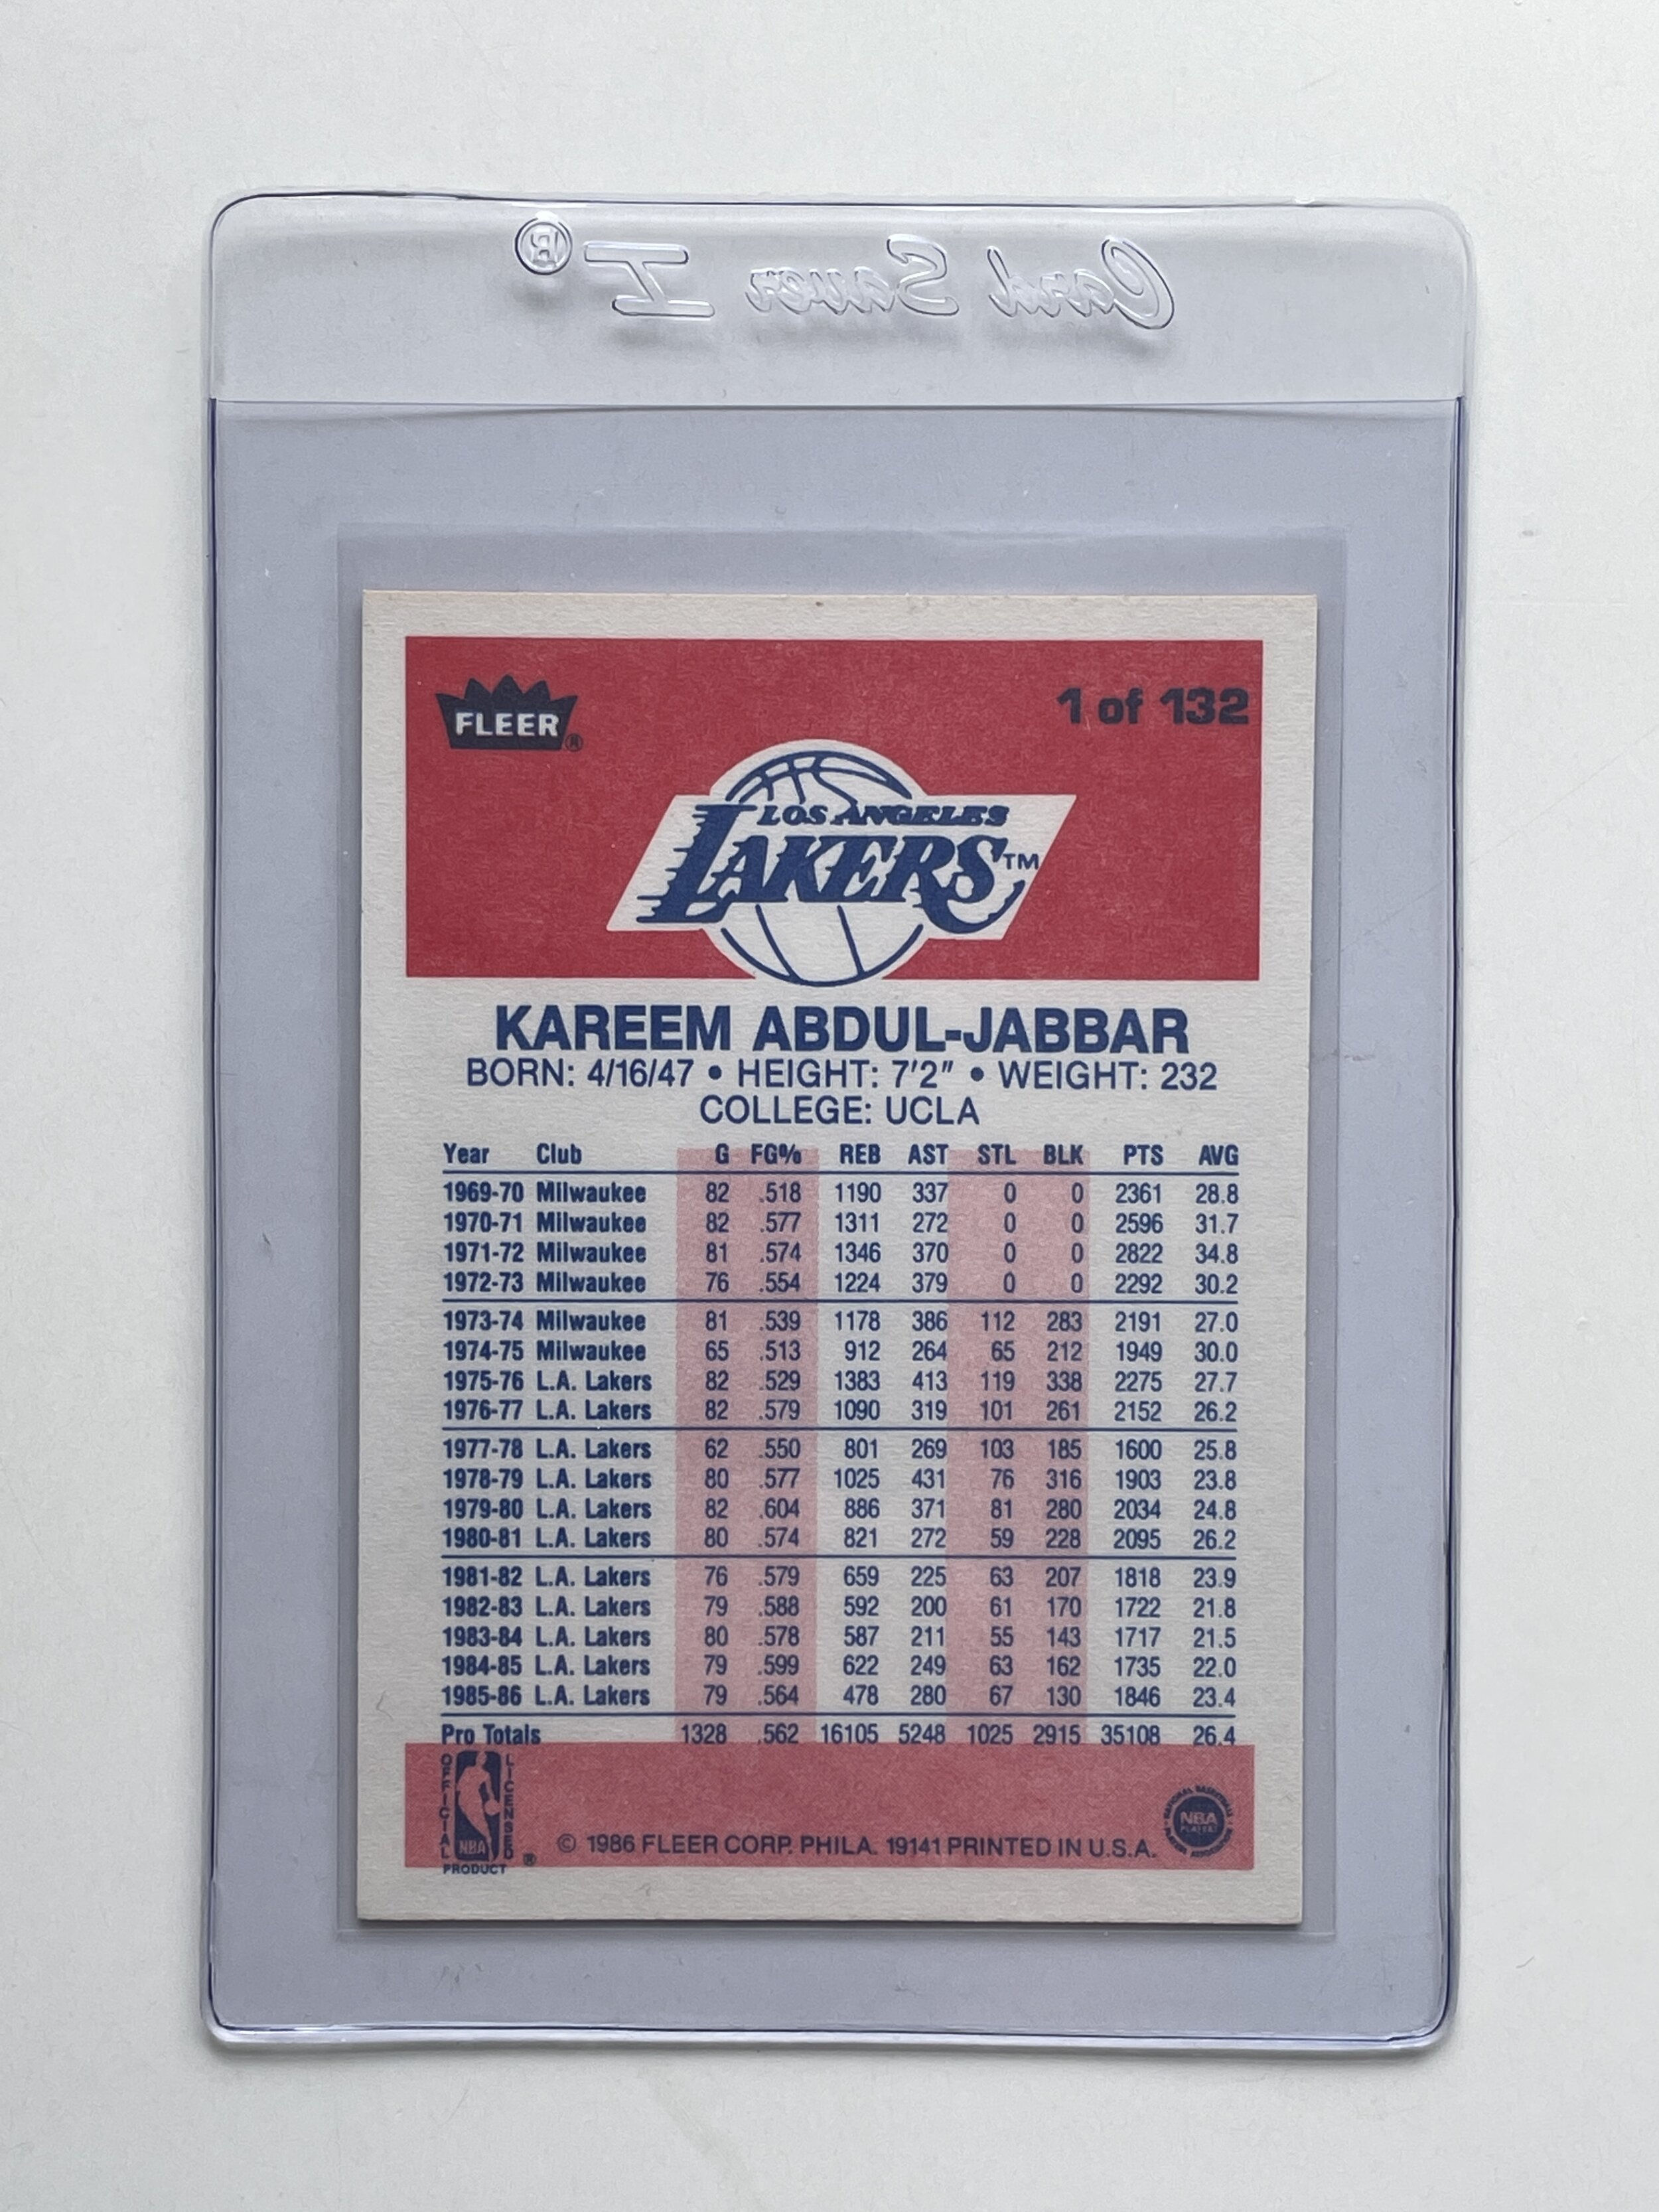 Card Saver I®
FLEER®
1 of 132
LOS ANGELES
LAKERS™
KAREEM ABDUL-JABBAR
BORN: 4/16/47 • HEIGHT: 7'2" • WEIGHT: 232
COLLEGE: UCLA
Year Club G FG% REB AST STL BLK PTS AVG
1969-70 Milwaukee 82 .518 1190 337 0 0 2361 28.8
1970-71 Milwaukee 82 .577 1311 272 0 0 2596 31.7
1971-72 Milwaukee 81 .574 1346 370 0 0 2822 34.8
1972-73 Milwaukee 76 .554 1224 379 0 0 2292 30.2
1973-74 Milwaukee 81 .539 1178 386 112 283 2191 27.0
1974-75 Milwaukee 65 .513 912 264 65 212 1949 30.0
1975-76 L.A. Lakers 82 .529 1383 413 119 338 2275 27.7
1976-77 L.A. Lakers 82 .579 1090 319 101 261 2152 26.2
1977-78 L.A. Lakers 62 .550 801 269 103 185 1600 25.8
1978-79 L.A. Lakers 80 .577 1025 431 76 316 1903 23.8
1979-80 L.A. Lakers 82 .604 886 371 81 280 2034 24.8
1980-81 L.A. Lakers 80 .574 821 272 59 228 2095 26.2
1981-82 L.A. Lakers 76 .579 659 225 63 207 1818 23.9
1982-83 L.A. Lakers 79 .588 592 200 61 170 1722 21.8
1983-84 L.A. Lakers 80 .578 587 211 55 143 1717 21.5
1984-85 L.A. Lakers 79 .599 622 249 63 162 1735 22.0
1985-86 L.A. Lakers 79 .564 478 280 67 130 1846 23.4
Pro Totals 1328 .562 16105 5248 1025 2915 35108 26.4
OFFICIAL LICENSED
NBA
PRODUCT ®
© 1986 FLEER CORP. PHILA. 19141 PRINTED IN U.S.A.
NATIONAL BASKETBALL
NBA
PLAYERS
PLAYERS ASSOCIATION